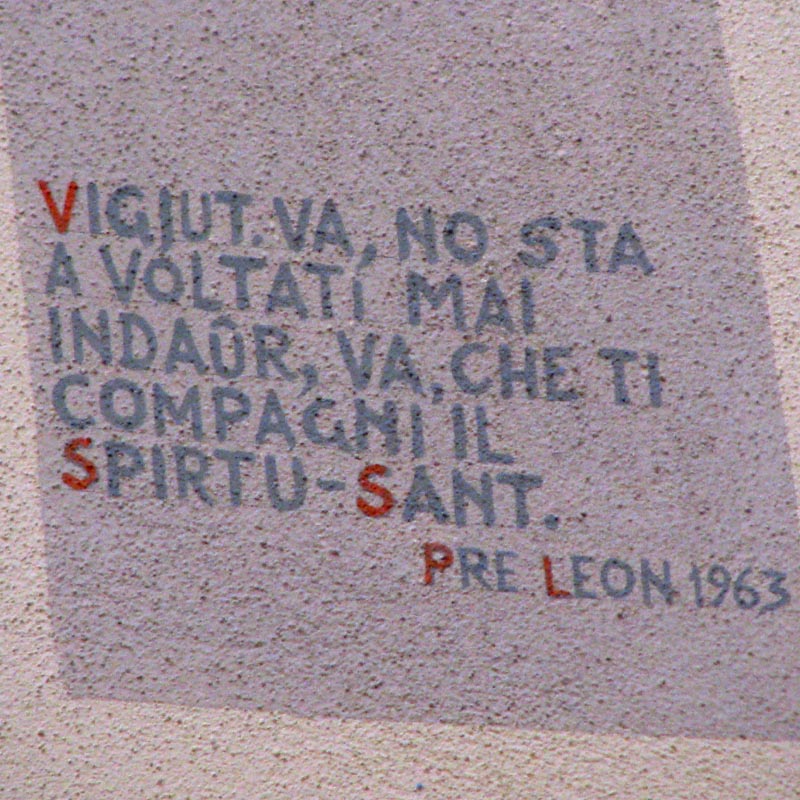 VIGJUT. VA, NO STA
A VOLTATI MAI
INDAÛR, VA, CHE TI
COMPAGNI IL
SPIRTU-SANT.
PRE LEON 1963